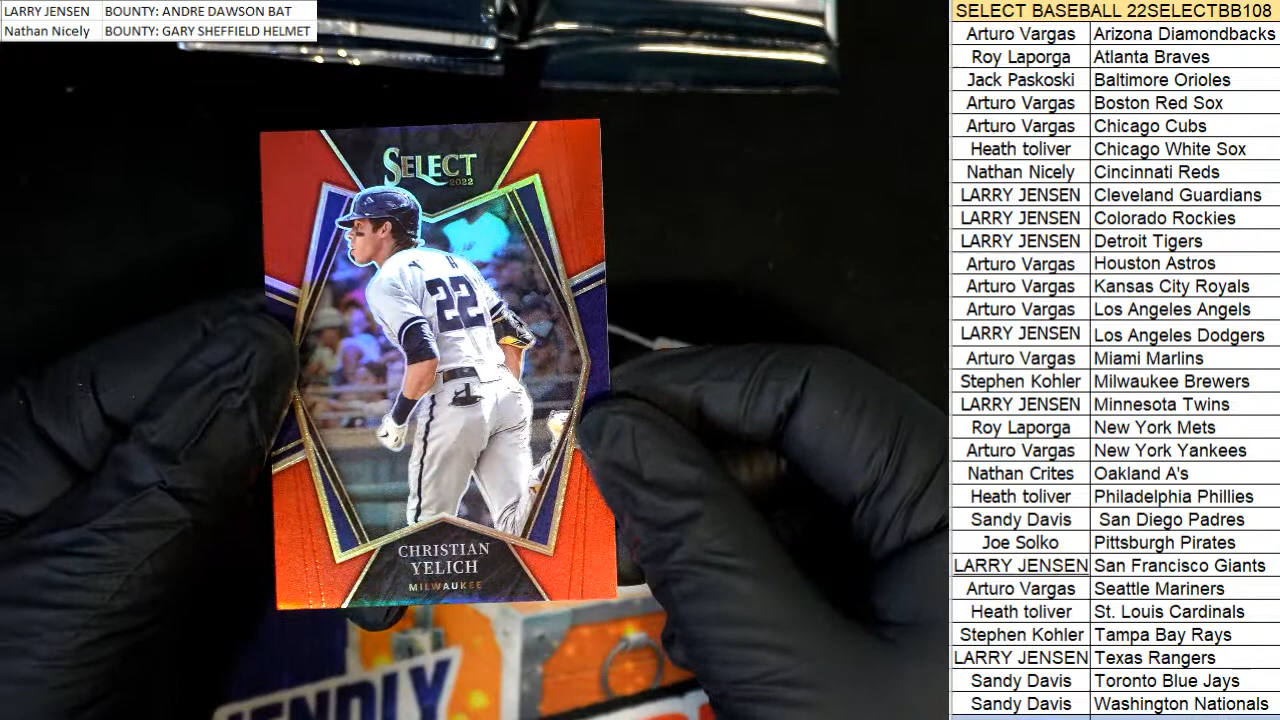 LARRY JENSEN BOUNTY: ANDRE DAWSON BAT
Nathan Nicely BOUNTY: GARY SHEFFIELD HELMET
SELECT
2022
22
CHRISTIAN
YELICH
MILWAUKEE
SELECT BASEBALL 22SELECTBB108
Arturo Vargas Arizona Diamondbacks
Roy Laporga Atlanta Braves
Jack Paskoski Baltimore Orioles
Arturo Vargas Boston Red Sox
Arturo Vargas Chicago Cubs
Heath toliver Chicago White Sox
Nathan Nicely Cincinnati Reds
LARRY JENSEN Cleveland Guardians
LARRY JENSEN Colorado Rockies
LARRY JENSEN Detroit Tigers
Arturo Vargas Houston Astros
Arturo Vargas Kansas City Royals
Arturo Vargas Los Angeles Angels
LARRY JENSEN Los Angeles Dodgers
Arturo Vargas Miami Marlins
Stephen Kohler Milwaukee Brewers
LARRY JENSEN Minnesota Twins
Roy Laporga New York Mets
Arturo Vargas New York Yankees
Nathan Crites Oakland A's
Heath toliver Philadelphia Phillies
Sandy Davis San Diego Padres
Joe Solko Pittsburgh Pirates
LARRY JENSEN San Francisco Giants
Arturo Vargas Seattle Mariners
Heath toliver St. Louis Cardinals
Stephen Kohler Tampa Bay Rays
LARRY JENSEN Texas Rangers
Sandy Davis Toronto Blue Jays
Sandy Davis Washington Nationals